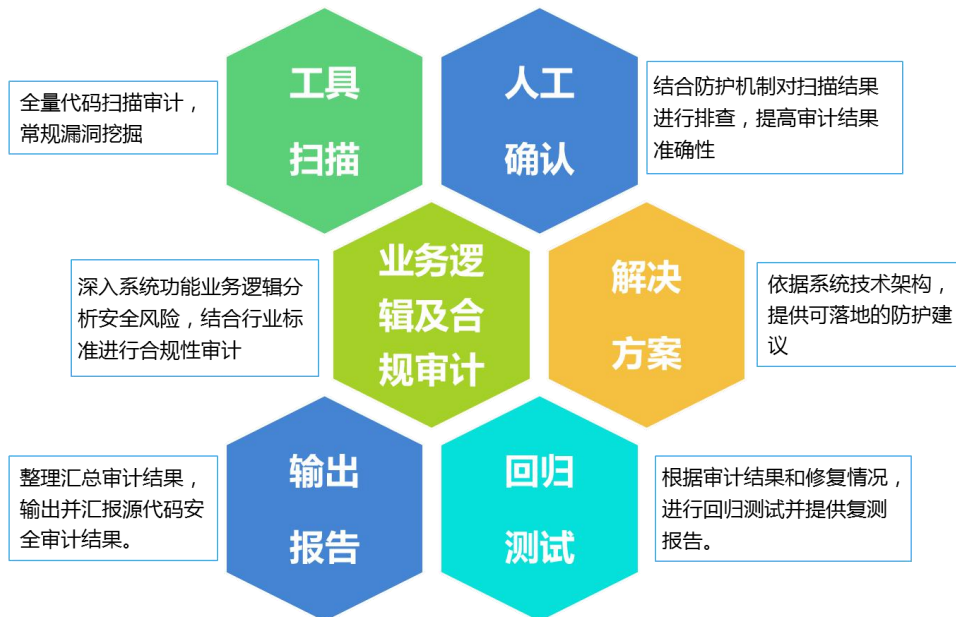 工具
扫描
人工
确认
全量代码扫描审计，
常规漏洞挖掘
结合防护机制对扫描结果
进行排查，提高审计结果
准确性
业务逻
辑及合
规审计
解决
方案
深入系统功能业务逻辑分
析安全风险，结合行业标
准进行合规性审计
依据系统技术架构，
提供可落地的防护建
议
输出
报告
回归
测试
整理汇总审计结果，
输出并汇报源代码安
全审计结果。
根据审计结果和修复情况，
进行回归测试并提供复测
报告。